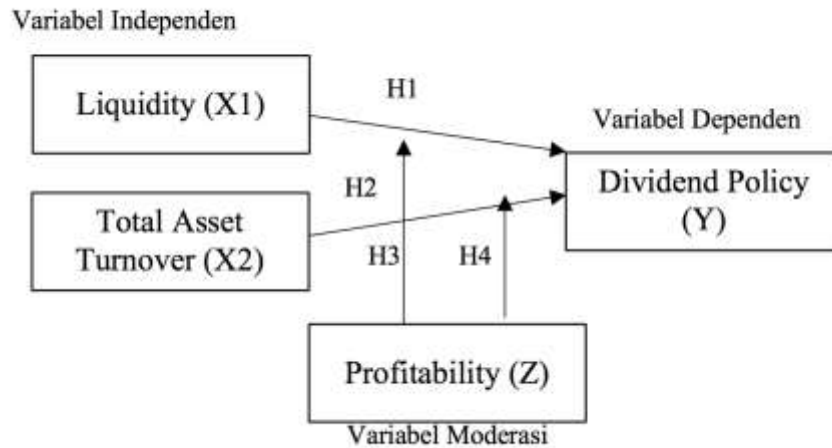 Variabel Independen
Liquidity (X1)
H1
Variabel Dependen
Dividend Policy
(Y)
H2
Total Asset
Turnover (X2)
H3
H4
Profitability (Z)
Variabel Moderasi